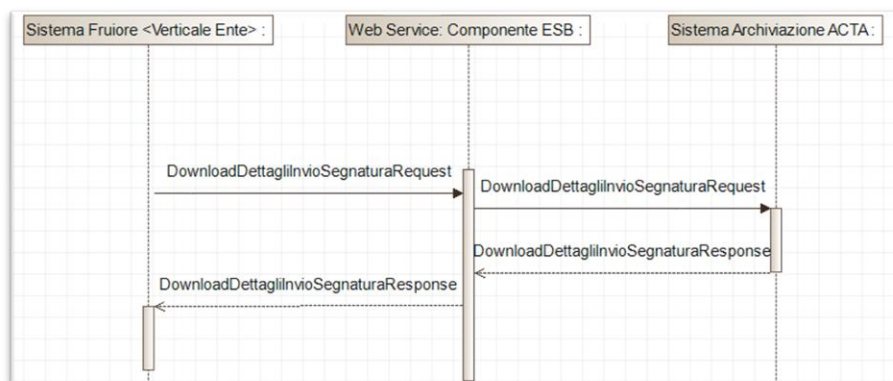 Sistema Fruiore <Verticale Ente> :
Web Service: Componente ESB :
Sistema Archiviazione ACTA :
DownloadDettagliInvioSegnaturaRequest
DownloadDettagliInvioSegnaturaRequest
DownloadDettagliInvioSegnaturaResponse
DownloadDettagliInvioSegnaturaResponse